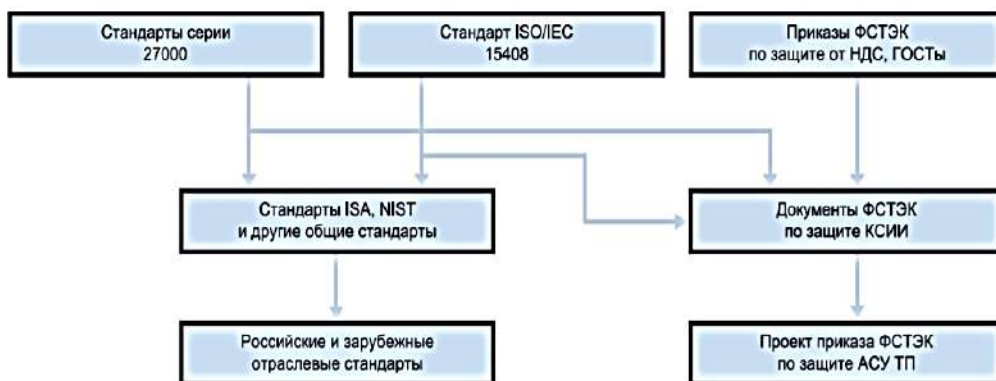 Стандарты серии
27000
Стандарт ISO/IEC
15408
Приказы ФСТЭК
по защите от НДС, ГОСТы
Стандарты ISA, NIST
и другие общие стандарты
Документы ФСТЭК
по защите КСИИ
Российские и зарубежные
отраслевые стандарты
Проект приказа ФСТЭК
по защите АСУ ТП